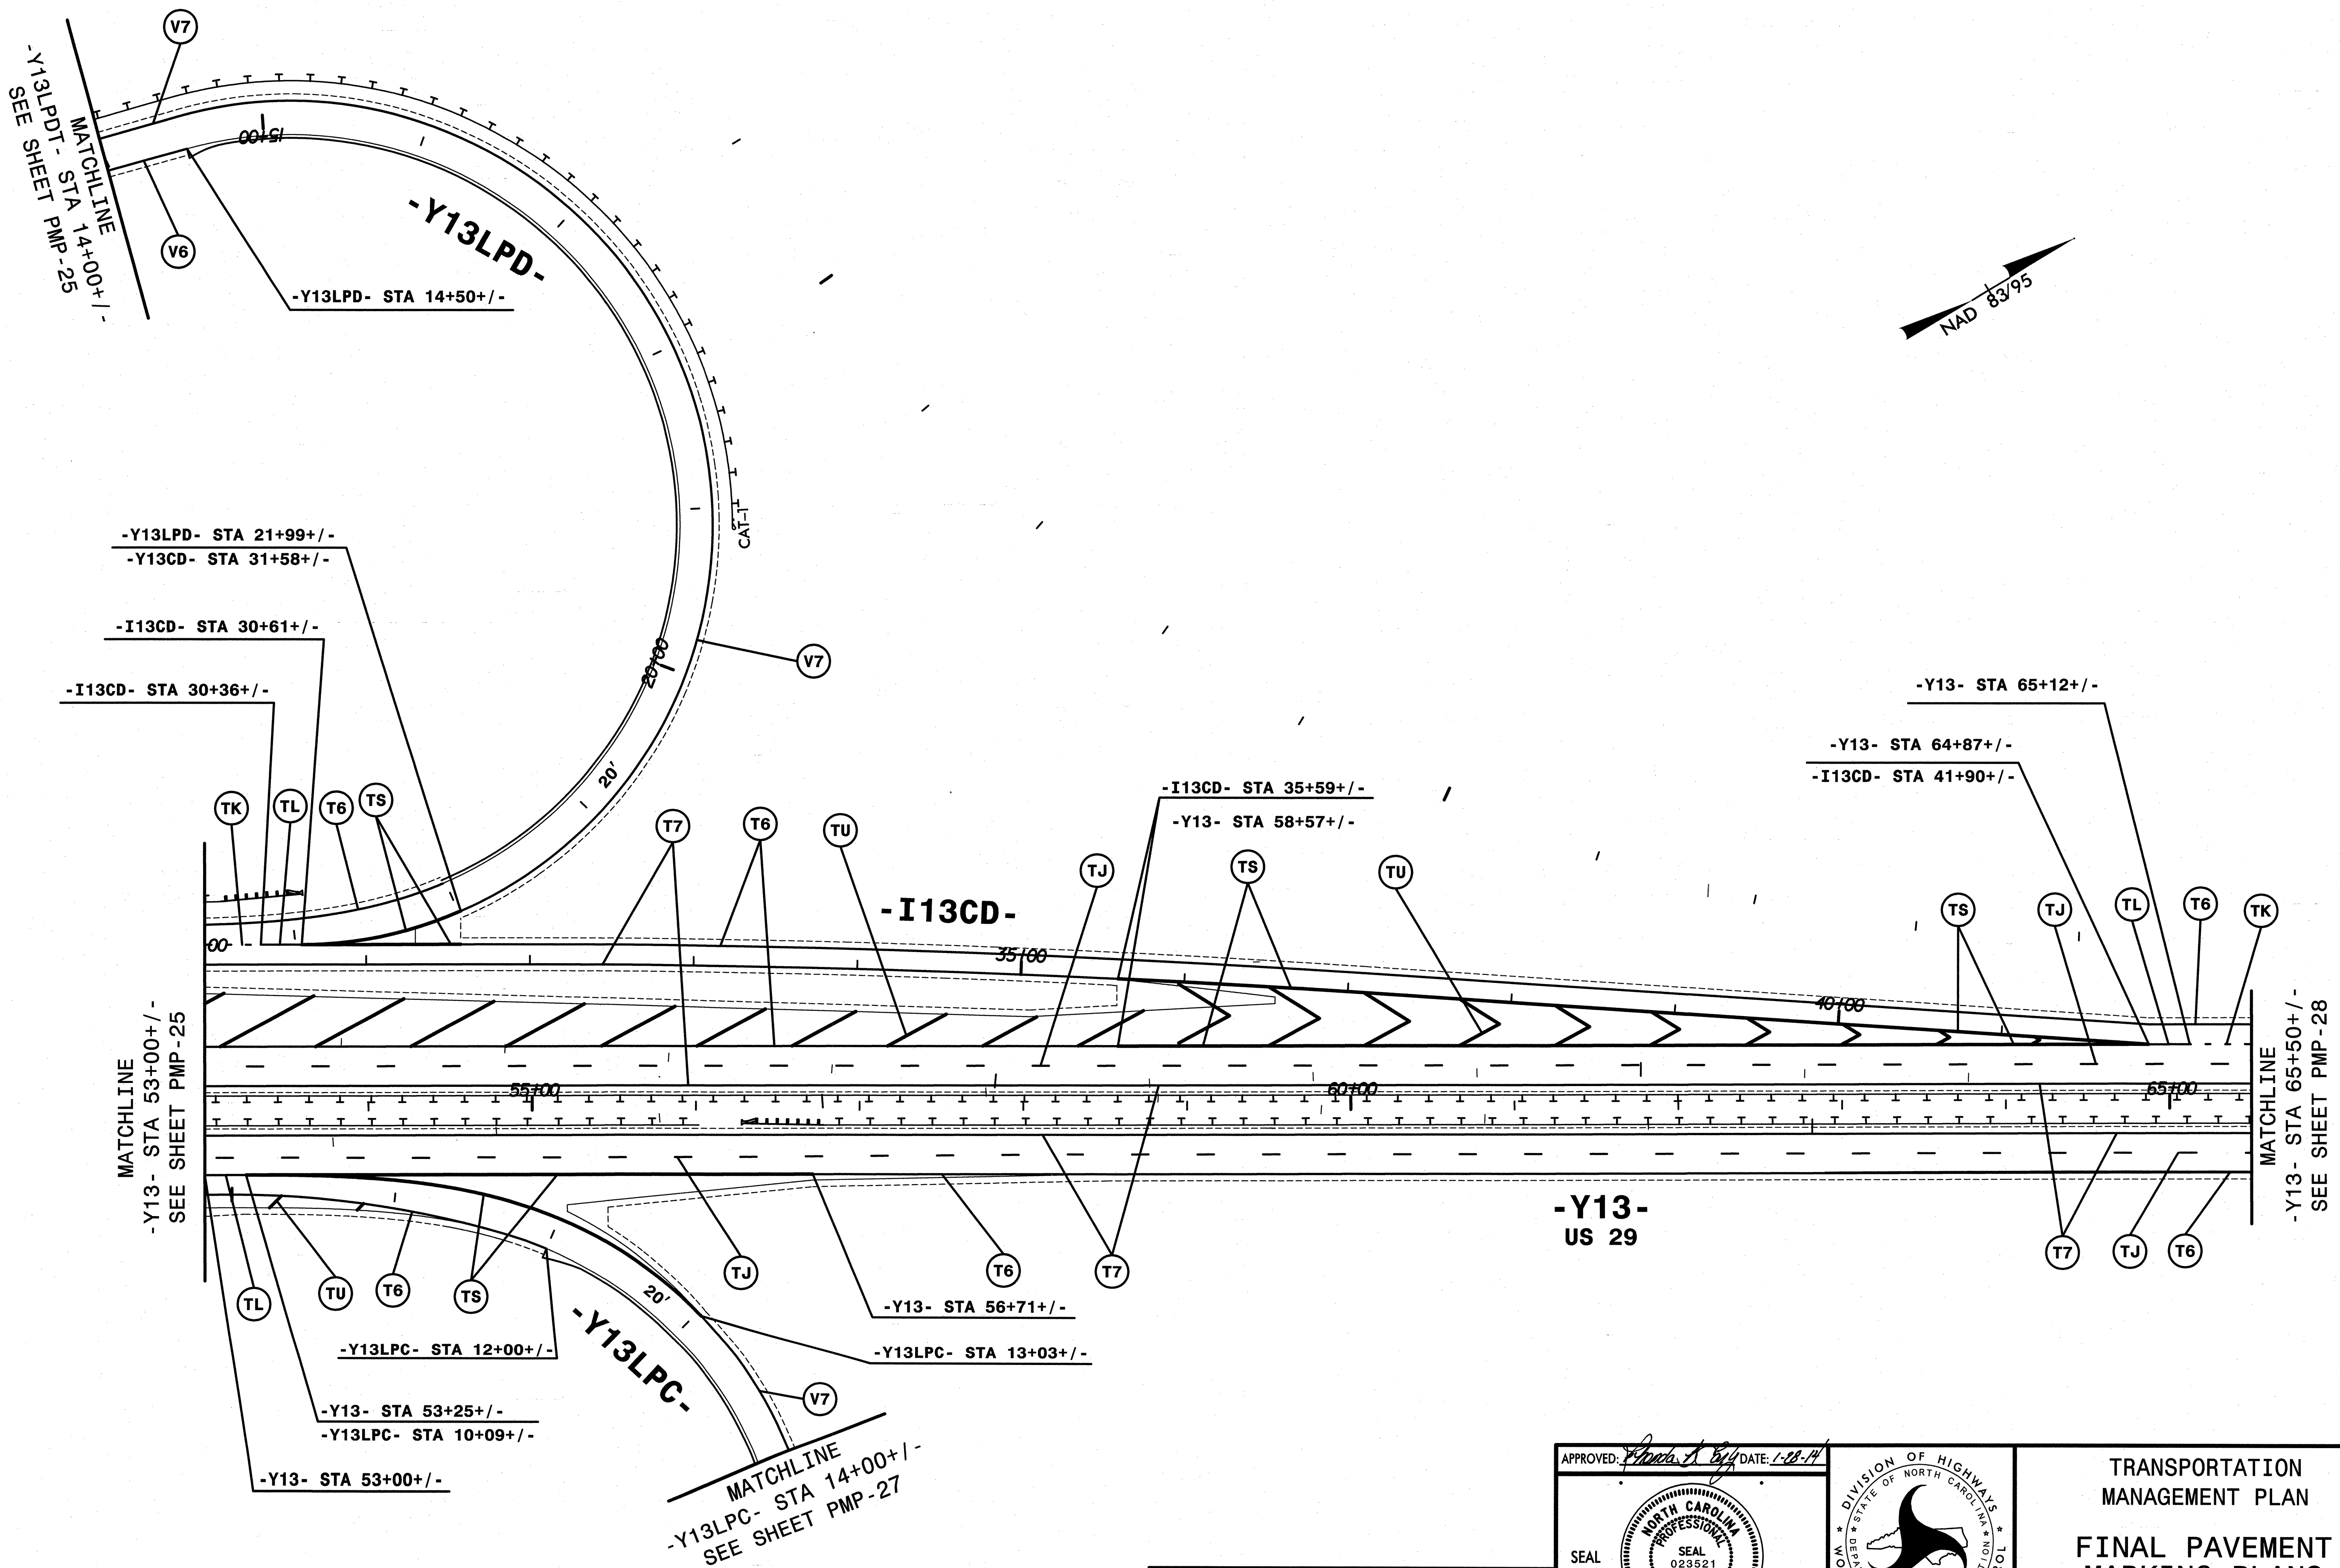 V7
MATCHLINE
-Y13LPDT- STA 14+00+/-
SEE SHEET PMP-25
15+00
V6
-Y13LPD-
-Y13LPD- STA 14+50+/-
NAD 83/95
CAT-1
-Y13LPD- STA 21+99+/-
-Y13CD- STA 31+58+/-
-I13CD- STA 30+61+/-
-I13CD- STA 30+36+/-
20+00
V7
20'
-Y13- STA 65+12+/-
-Y13- STA 64+87+/-
-I13CD- STA 41+90+/-
-I13CD- STA 35+59+/-
-Y13- STA 58+57+/-
TK
TL
T6
TS
T7
T6
TU
TJ
TS
TU
TS
TJ
TL
T6
TK
-I13CD-
00
35+00
40+00
55+00
60+00
65+00
MATCHLINE
-Y13- STA 53+00+/-
SEE SHEET PMP-25
MATCHLINE
-Y13- STA 65+50+/-
SEE SHEET PMP-28
-Y13-
US 29
TL
TU
T6
TS
TJ
T6
T7
T7
TJ
T6
20'
-Y13LPC-
-Y13- STA 56+71+/-
-Y13LPC- STA 12+00+/-
-Y13LPC- STA 13+03+/-
V7
-Y13- STA 53+25+/-
-Y13LPC- STA 10+09+/-
-Y13- STA 53+00+/-
MATCHLINE
-Y13LPC- STA 14+00+/-
SEE SHEET PMP-27
APPROVED: DATE: 1-28-14
SEAL
NORTH CAROLINA
PROFESSIONAL
SEAL
023521
DIVISION OF HIGHWAYS
STATE OF NORTH CAROLINA
TRANSPORTATION
MANAGEMENT PLAN
FINAL PAVEMENT
MARKING PLANS